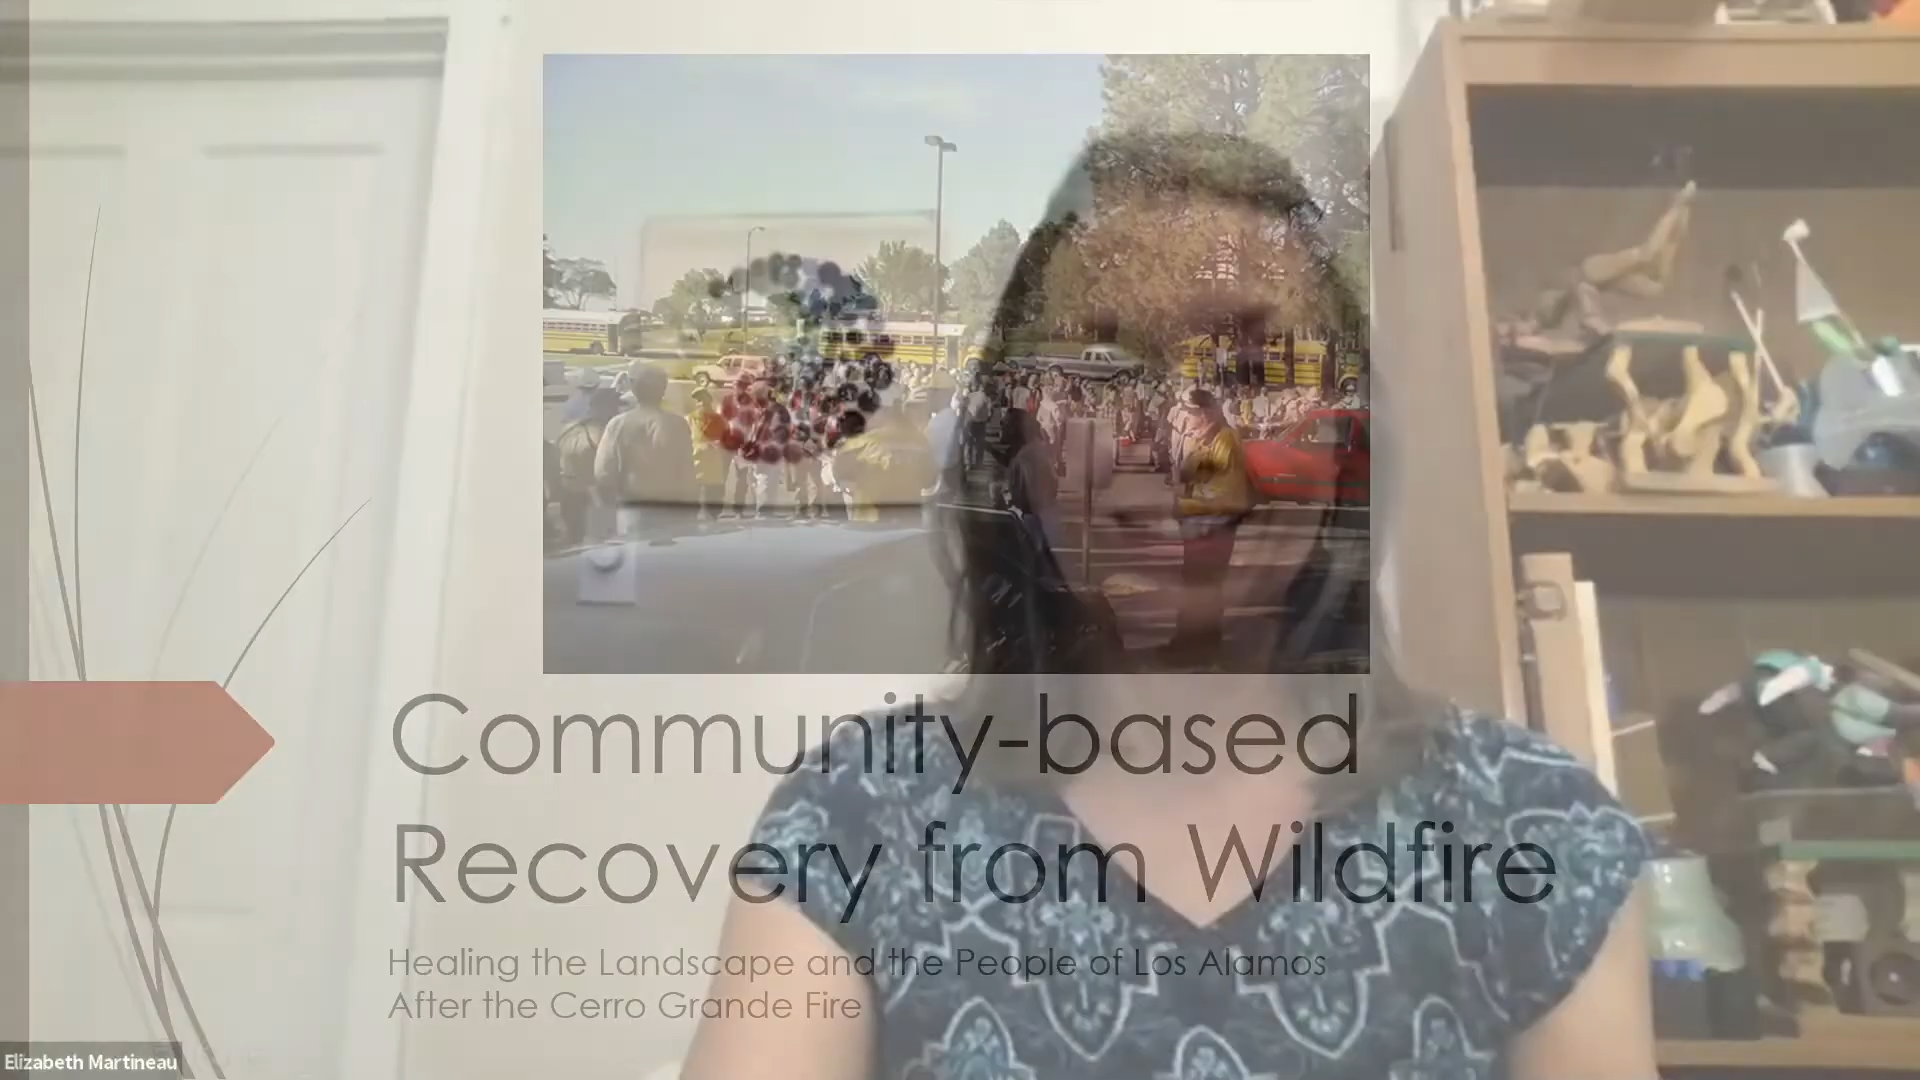 Community-based
Recovery from Wildfire
Healing the Landscape and the People of Los Alamos
After the Cerro Grande Fire
Elizabeth Martineau